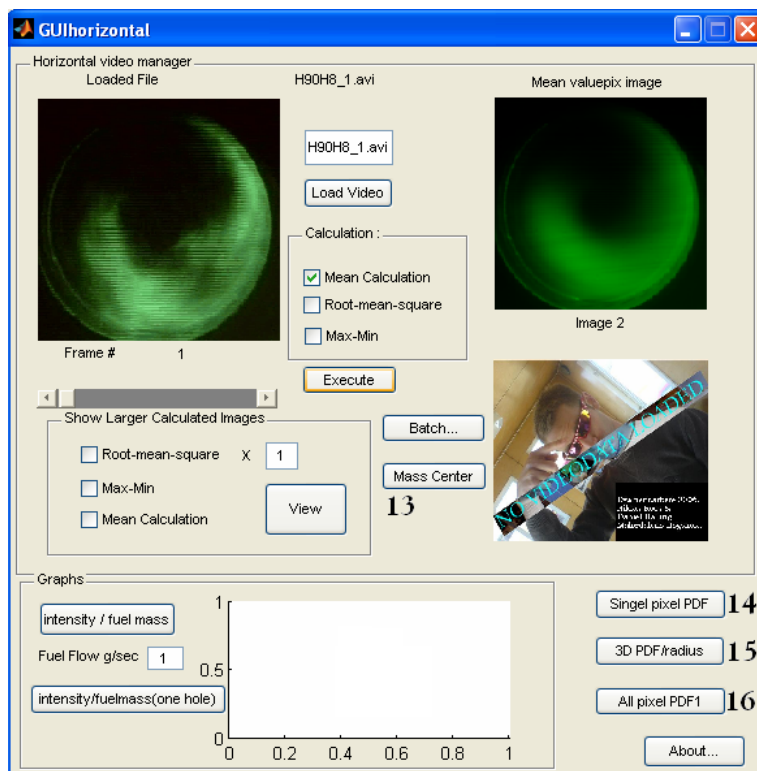 GUIhorizontal
Horizontal video manager
Loaded File
H90H8_1.avi
Mean valuepix image
H90H8_1.avi
Load Video
Calculation :
Mean Calculation
Root-mean-square
Max-Min
Image 2
Frame # 1
Execute
Show Larger Calculated Images
Root-mean-square X 1
Max-Min
Mean Calculation
View
Batch...
Mass Center
13
NO VIDEODATA LOADED
Graphs
intensity / fuel mass
Fuel Flow g/sec 1
intensity/fuelmass(one hole)
1
0.5
0
0 0.2 0.4 0.6 0.8 1
Singel pixel PDF 14
3D PDF/radius 15
All pixel PDF1 16
About...